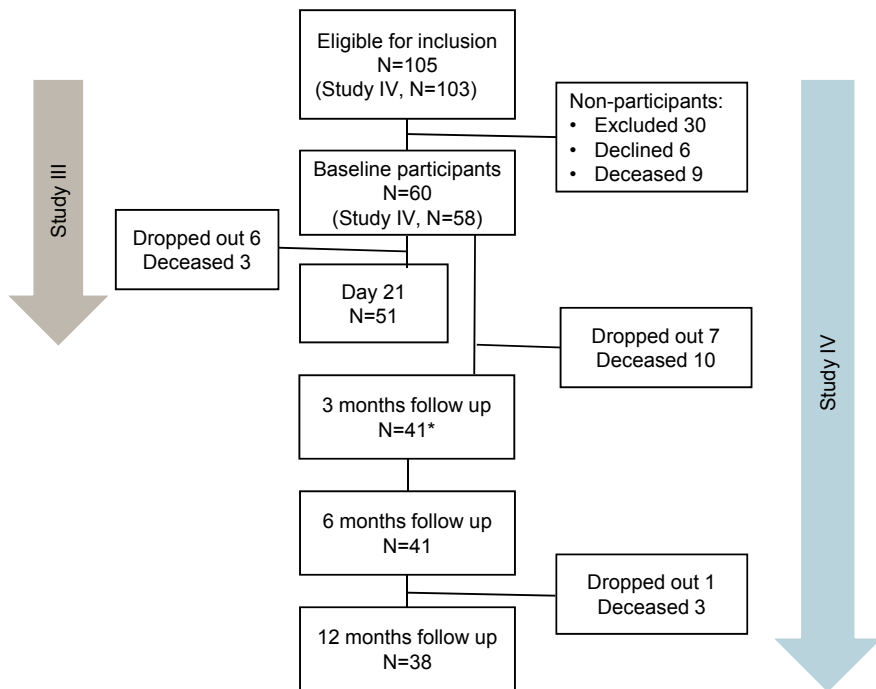 Eligible for inclusion
N=105
(Study IV, N=103)
Non-participants:
• Excluded 30
• Declined 6
• Deceased 9
Study III
Baseline participants
N=60
(Study IV, N=58)
Dropped out 6
Deceased 3
Day 21
N=51
Dropped out 7
Deceased 10
Study IV
3 months follow up
N=41*
6 months follow up
N=41
Dropped out 1
Deceased 3
12 months follow up
N=38